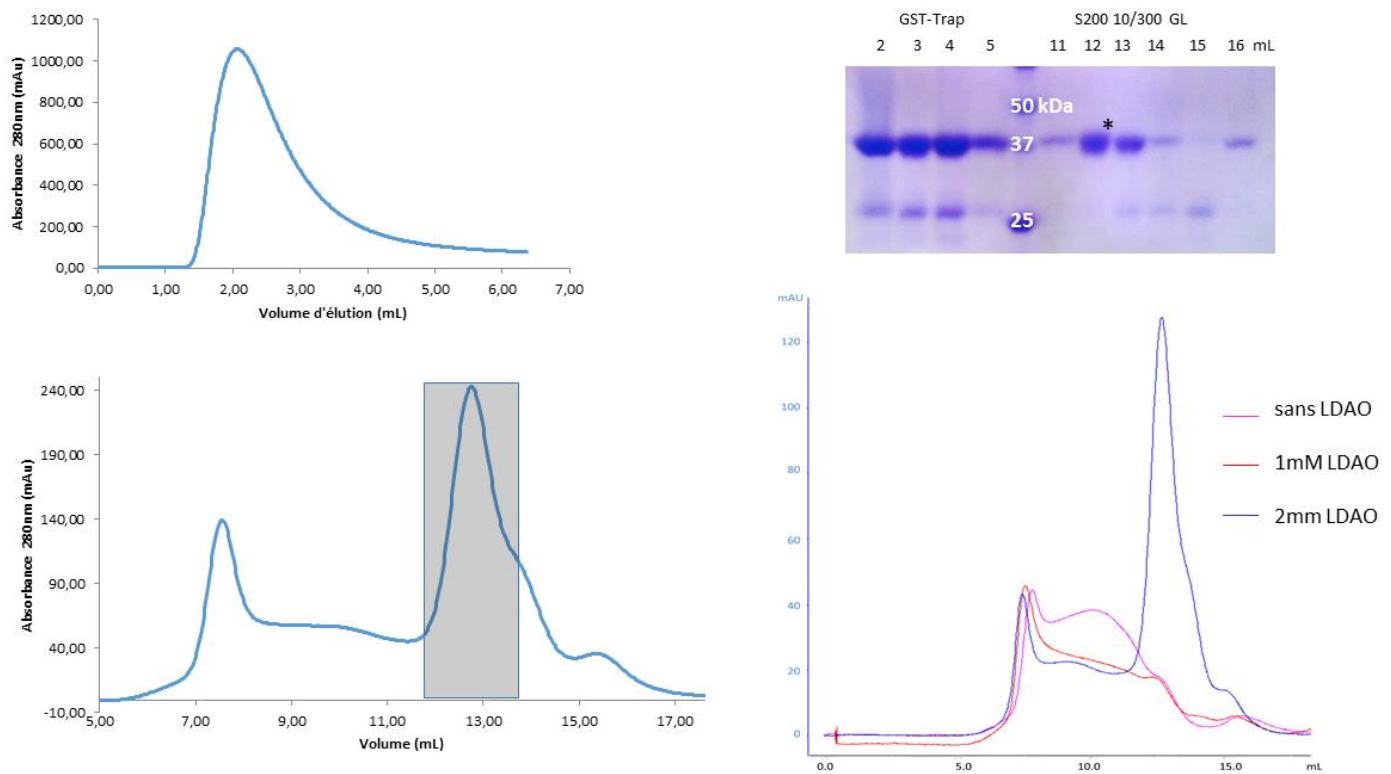 1200,00
1000,00
800,00
600,00
400,00
200,00
0,00
Absorbance 280nm (mAu)
0,00 1,00 2,00 3,00 4,00 5,00 6,00 7,00
Volume d'élution (mL)
GST-Trap S200 10/300 GL
2 3 4 5 11 12 13 14 15 16 mL
50 kDa
*
37
25
240,00
190,00
140,00
90,00
40,00
-10,00
Absorbance 280nm (mAu)
5,00 7,00 9,00 11,00 13,00 15,00 17,00
Volume (mL)
mAU
120
100
80
60
40
20
0
0.0 5.0 10.0 15.0 mL
sans LDAO
1mM LDAO
2mm LDAO